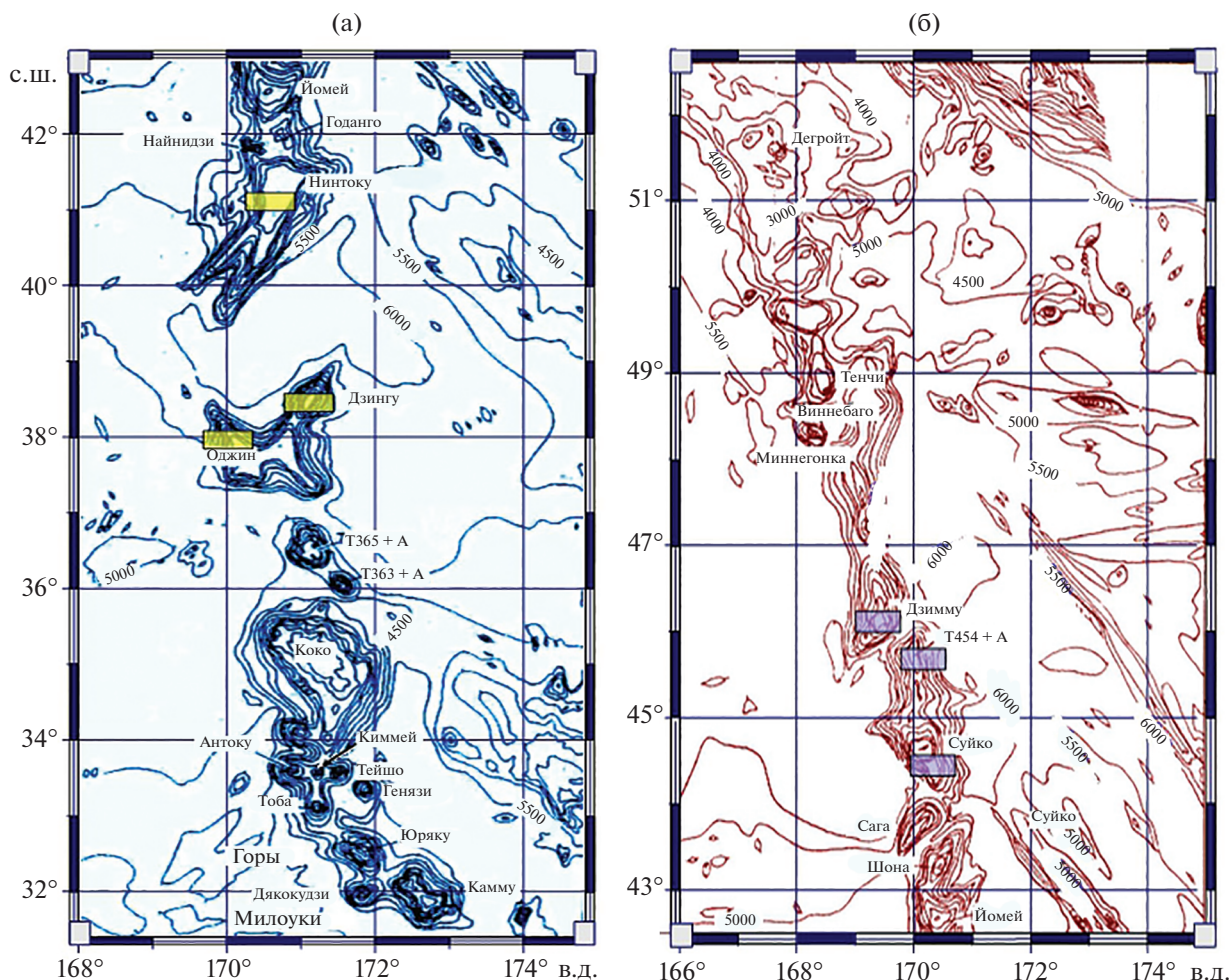 (а)
с.ш.
Йомей
Годанго
42°
Найнидзи
Нинтоку
5500
5500
4500
40°
6000
Дзингу
38°
Оджин
T365 + A
T363 + A
5000
36°
4500
Коко
34°
Антоку
Киммей
Тейшо
Генязи
Тоба
5500
Юряку
Горы
32°
Дякокудзи
Камму
Милоуки
168°
170°
172°
174°
в.д.
(б)
4000
Дегройт
4000
51°
4000
3000
5000
5000
4500
5500
49°
Тенчи
Виннебаго
5000
Миннегонка
5500
47°
6000
5500
Дзимму
T454 + A
6000
45°
6000
Суйко
5500
Сага
Суйко
5000
Шона
5000
43°
5000
Йомей
166°
168°
170°
172°
174°
в.д.